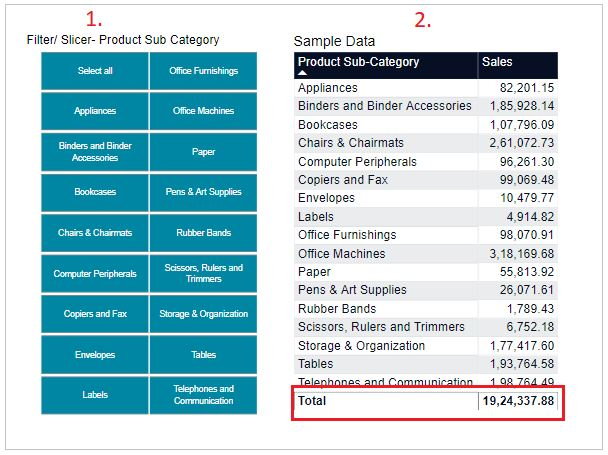 1.
Filter/ Slicer- Product Sub Category
Select all
Office Furnishings
Appliances
Office Machines
Binders and Binder
Accessories
Paper
Bookcases
Pens & Art Supplies
Chairs & Chairmats
Rubber Bands
Computer Peripherals
Scissors, Rulers and
Trimmers
Copiers and Fax
Storage & Organization
Envelopes
Tables
Labels
Telephones and
Communication
2.
Sample Data
Product Sub-Category Sales
Appliances 82,201.15
Binders and Binder Accessories 1,85,928.14
Bookcases 1,07,796.09
Chairs & Chairmats 2,61,072.73
Computer Peripherals 96,261.30
Copiers and Fax 99,069.48
Envelopes 10,479.77
Labels 4,914.82
Office Furnishings 98,070.91
Office Machines 3,18,169.68
Paper 55,813.92
Pens & Art Supplies 26,071.61
Rubber Bands 1,789.43
Scissors, Rulers and Trimmers 6,752.18
Storage & Organization 1,77,417.60
Tables 1,93,764.58
Telephones and Communication 1,98,764.49
Total 19,24,337.88